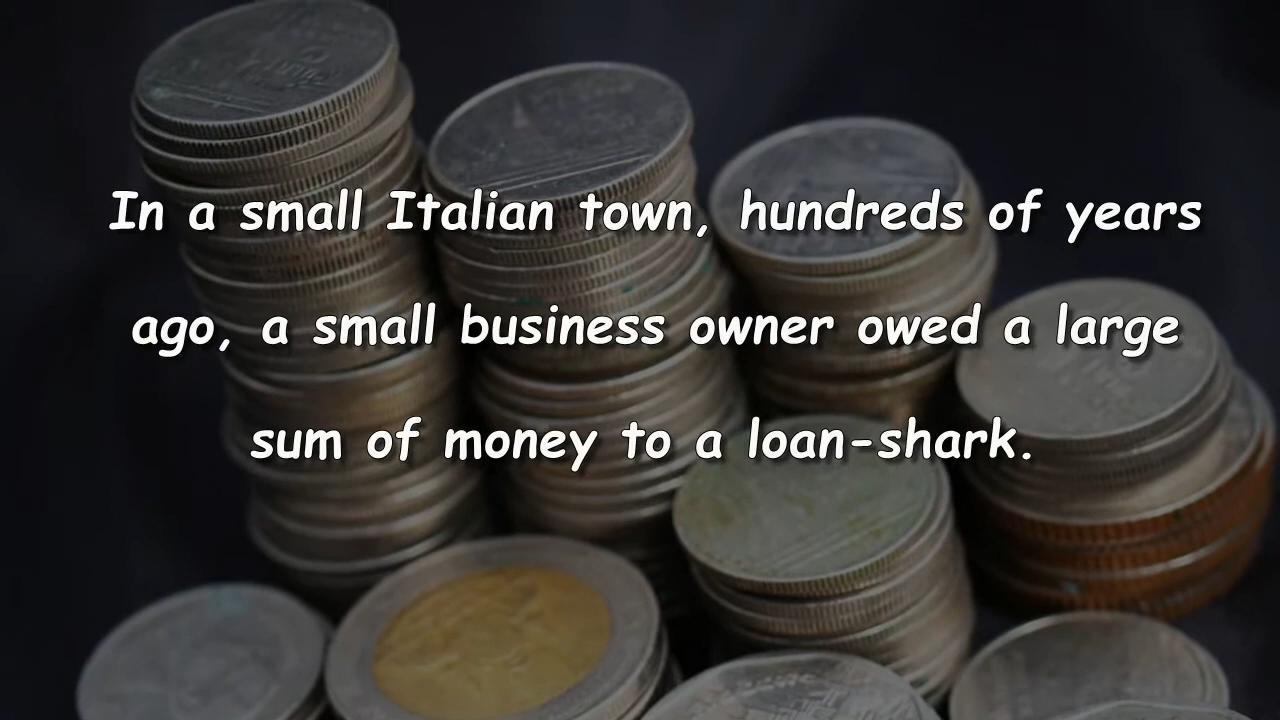 In a small Italian town, hundreds of years
ago, a small business owner owed a large
sum of money to a loan-shark.